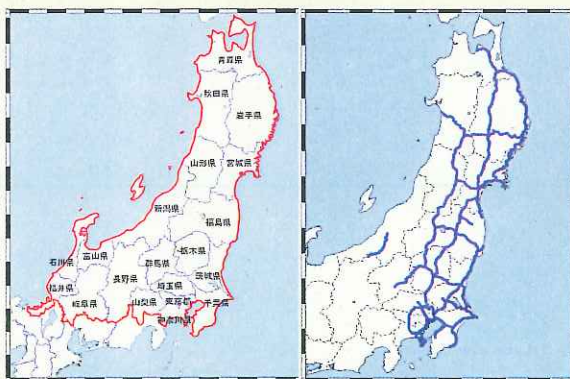 青森県
秋田県
岩手県
山形県
宮城県
新潟県
福島県
石川県
富山県
栃木県
群馬県
茨城県
長野県
埼玉県
福井県
岐阜県
山梨県
東京都
千葉県
神奈川県